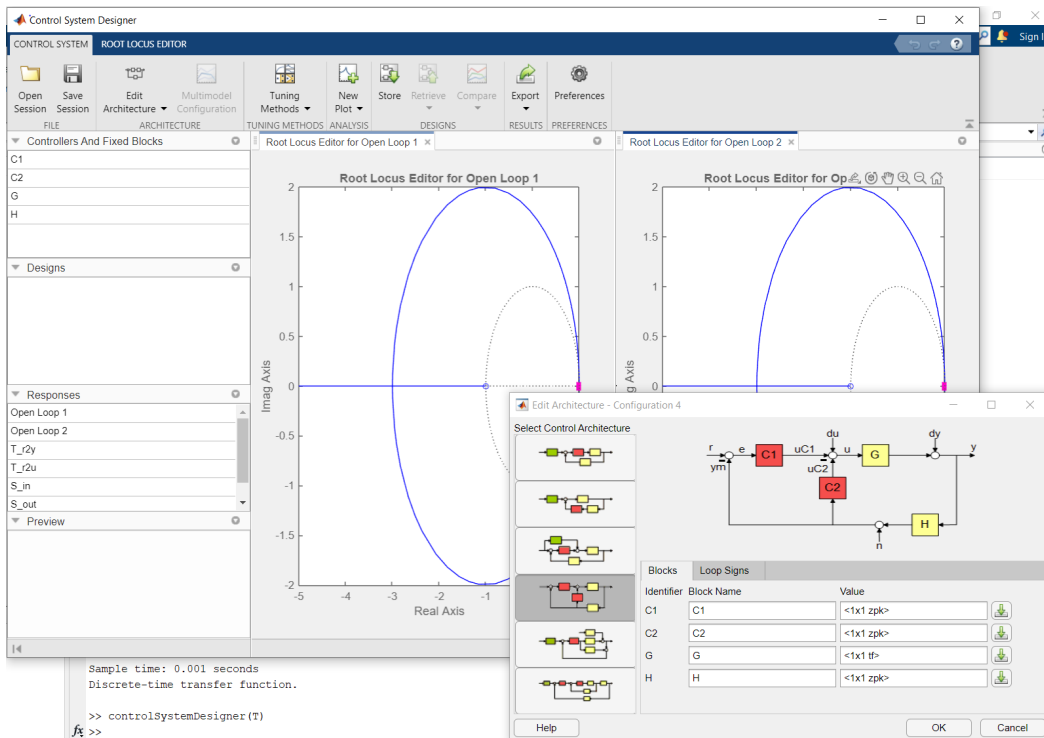 Control System Designer
Sign I
CONTROL SYSTEM ROOT LOCUS EDITOR
?
Open Session
Save Session
Edit Architecture
Multimodel Configuration
Tuning Methods
New Plot
Store
Retrieve
Compare
Export
Preferences
FILE ARCHITECTURE TUNING METHODS ANALYSIS DESIGNS RESULTS PREFERENCES
Controllers And Fixed Blocks
C1
C2
G
H
Designs
Responses
Open Loop 1
Open Loop 2
T_r2y
T_r2u
S_in
S_out
Preview
Root Locus Editor for Open Loop 1 ×
Root Locus Editor for Open Loop 1
2
1.5
1
0.5
0
-0.5
-1
-1.5
-2
Imag Axis
-5 -4 -3 -2 -1
Real Axis
Root Locus Editor for Open Loop 2 ×
Root Locus Editor for Op
2
1.5
1
0.5
0
Imag Axis
Edit Architecture - Configuration 4
Select Control Architecture
du dy
r e C1 uC1 u G y
ym uC2
C2
H
n
Blocks Loop Signs
Identifier Block Name Value
C1 C1 <1x1 zpk>
C2 C2 <1x1 zpk>
G G <1x1 tf>
H H <1x1 zpk>
Help OK Cancel
Sample time: 0.001 seconds
Discrete-time transfer function.
>> controlSystemDesigner(T)
fx >>